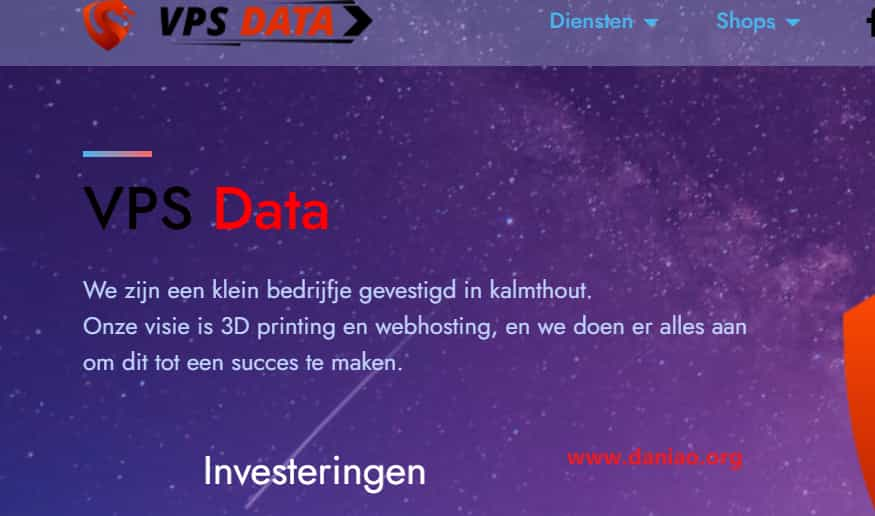 VPS DATA
Diensten
Shops
VPS Data
We zijn een klein bedrijfje gevestigd in kalmthout.
Onze visie is 3D printing en webhosting, en we doen er alles aan
om dit tot een succes te maken.
Investeringen
www.daniao.org